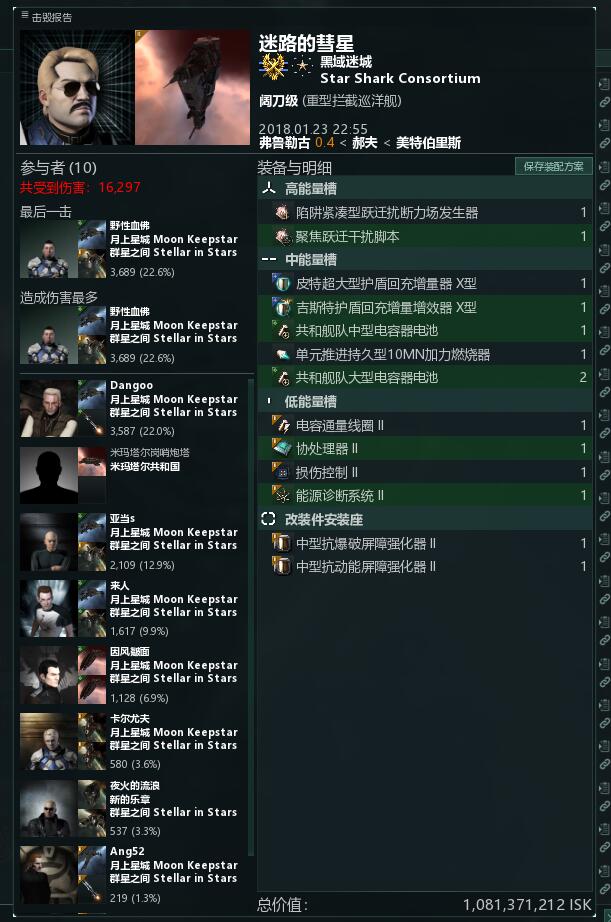 击毁报告
迷路的彗星
黑域迷城
Star Shark Consortium
阔刀级 (重型拦截巡洋舰)
2018.01.23 22:55
弗鲁勒古 0.4 < 郝夫 < 美特伯里斯
参与者 (10)
共受到伤害: 16,297
最后一击
野性血佛
月上星城 Moon Keepstar
群星之间 Stellar in Stars
3,689 (22.6%)
造成伤害最多
野性血佛
月上星城 Moon Keepstar
群星之间 Stellar in Stars
3,689 (22.6%)
Dangoo
月上星城 Moon Keepstar
群星之间 Stellar in Stars
3,587 (22.0%)
米玛塔尔岗哨炮塔
米玛塔尔共和国
亚当s
月上星城 Moon Keepstar
群星之间 Stellar in Stars
2,109 (12.9%)
来人
月上星城 Moon Keepstar
群星之间 Stellar in Stars
1,617 (9.9%)
因风皱面
月上星城 Moon Keepstar
群星之间 Stellar in Stars
1,128 (6.9%)
卡尔尤夫
月上星城 Moon Keepstar
群星之间 Stellar in Stars
580 (3.6%)
夜火的流浪
新的乐章
群星之间 Stellar in Stars
537 (3.3%)
Ang52
月上星城 Moon Keepstar
群星之间 Stellar in Stars
219 (1.3%)
装备与明细
保存装配方案
高能量槽
陷阱紧凑型跃迁扰断力场发生器 1
聚焦跃迁干扰脚本 1
中能量槽
皮特超大型护盾回充增量器 X型 1
吉斯特护盾回充增量增效器 X型 1
共和舰队中型电容器电池 1
单元推进持久型10MN加力燃烧器 1
共和舰队大型电容器电池 2
低能量槽
电容通量线圈 II 1
协处理器 II 1
损伤控制 II 1
能源诊断系统 II 1
改装件安装座
中型抗爆破屏障强化器 II 1
中型抗动能屏障强化器 II 1
总价值: 1,081,371,212 ISK